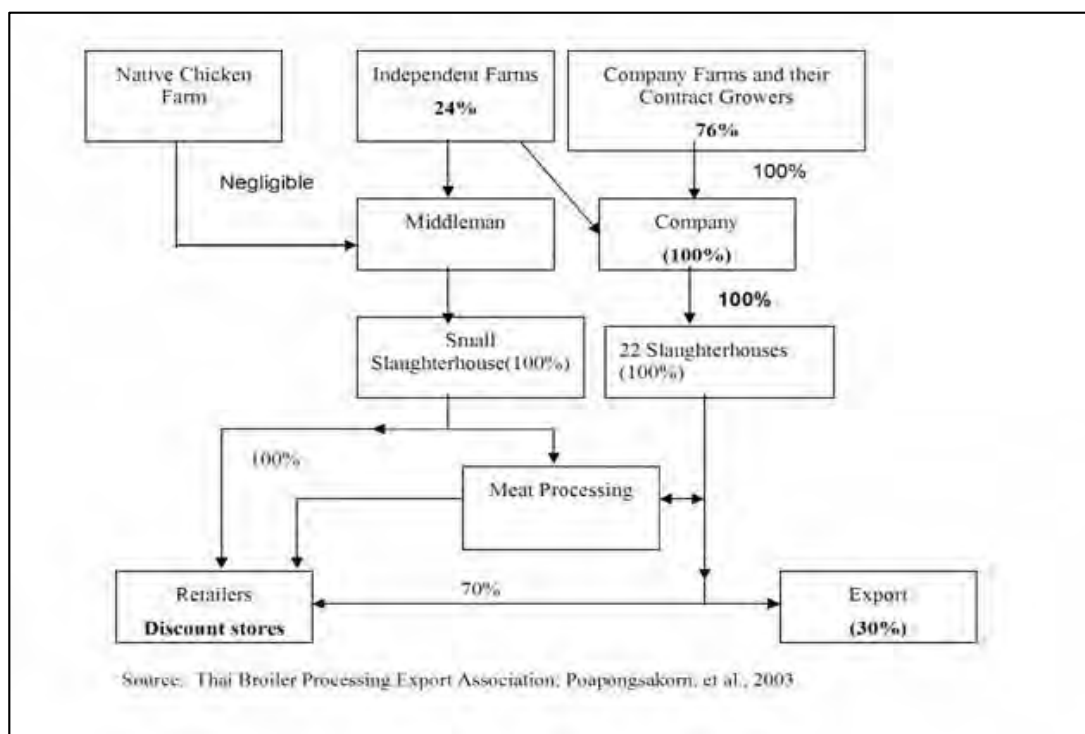 Native Chicken
Farm
Independent Farms
24%
Company Farms and their
Contract Growers
76%
Negligible
100%
Middleman
Company
(100%)
100%
Small
Slaughterhouse(100%)
22 Slaughterhouses
(100%)
100%
Meat Processing
Retailers
Discount stores
70%
Export
(30%)
Source: Thai Broiler Processing Export Association, Poapongsakorn, et al., 2003